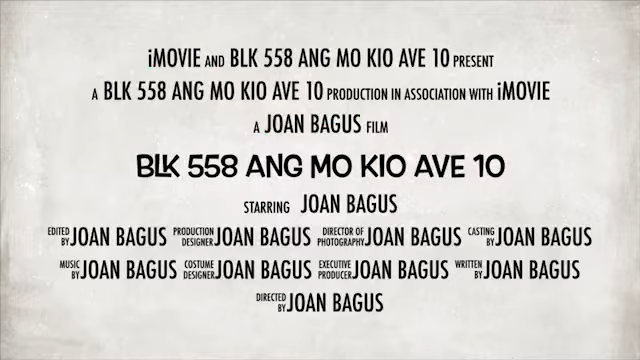 iMOVIE AND BLK 558 ANG MO KIO AVE 10 PRESENT
A BLK 558 ANG MO KIO AVE 10 PRODUCTION IN ASSOCIATION WITH iMOVIE
A JOAN BAGUS FILM
BLK 558 ANG MO KIO AVE 10
STARRING JOAN BAGUS
EDITED BY JOAN BAGUS PRODUCTION DESIGNER JOAN BAGUS DIRECTOR OF PHOTOGRAPHY JOAN BAGUS CASTING BY JOAN BAGUS
MUSIC BY JOAN BAGUS COSTUME DESIGNER JOAN BAGUS EXECUTIVE PRODUCER JOAN BAGUS WRITTEN BY JOAN BAGUS
DIRECTED BY JOAN BAGUS